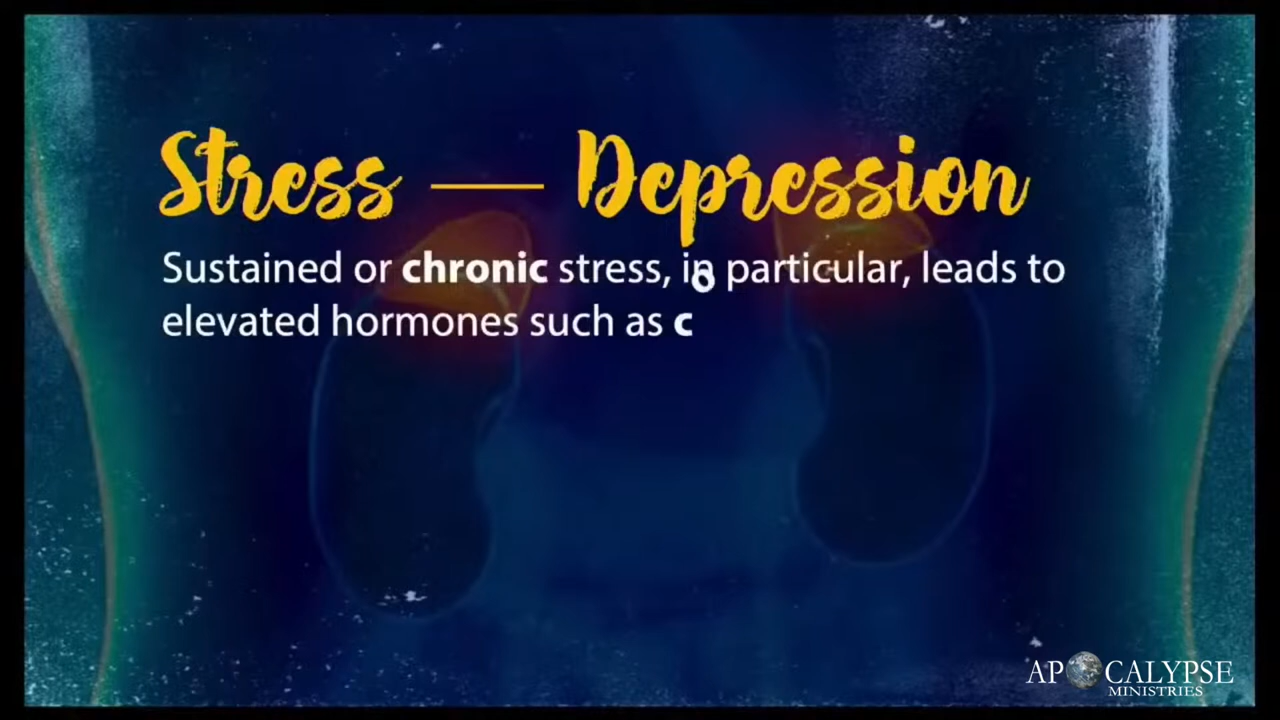 Stress — Depression
Sustained or chronic stress, in particular, leads to
elevated hormones such as c
APOCALYPSE
MINISTRIES